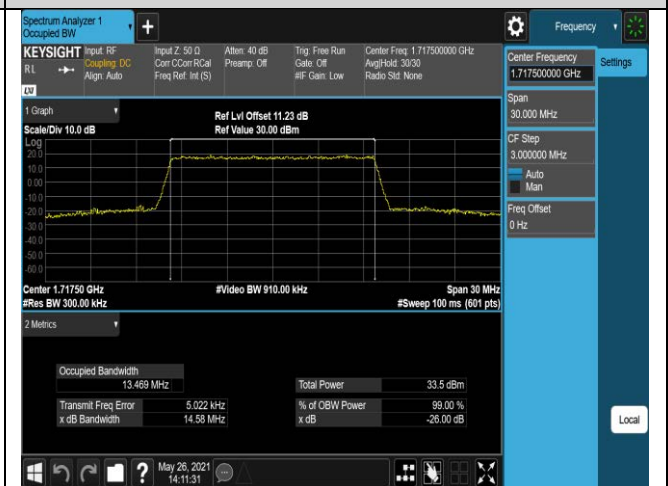 Spectrum Analyzer 1
Occupied BW
+
Frequency
KEYSIGHT
RL
LXI
Input: RF
Coupling: DC
Align: Auto
Input Z: 50 Ω
Corr CCorr RCal
Freq Ref: Int (S)
Atten: 40 dB
Preamp: Off
Trig: Free Run
Gate: Off
#IF Gain: Low
Center Freq: 1.717500000 GHz
Avg|Hold: 30/30
Radio Std: None
Center Frequency
1.717500000 GHz
Settings
Span
30.000 MHz
CF Step
3.000000 MHz
Auto
Man
Freq Offset
0 Hz
1 Graph
Scale/Div 10.0 dB
Ref Lvl Offset 11.23 dB
Ref Value 30.00 dBm
Log
20.0
10.0
0.00
-10.0
-20.0
-30.0
-40.0
-50.0
-60.0
Center 1.71750 GHz
#Video BW 910.00 kHz
Span 30 MHz
#Res BW 300.00 kHz
#Sweep 100 ms (601 pts)
2 Metrics
Occupied Bandwidth
13.469 MHz
Total Power 33.5 dBm
Transmit Freq Error 5.022 kHz
% of OBW Power 99.00 %
x dB Bandwidth 14.58 MHz
x dB -26.00 dB
Local
?
May 26, 2021
14:11:31